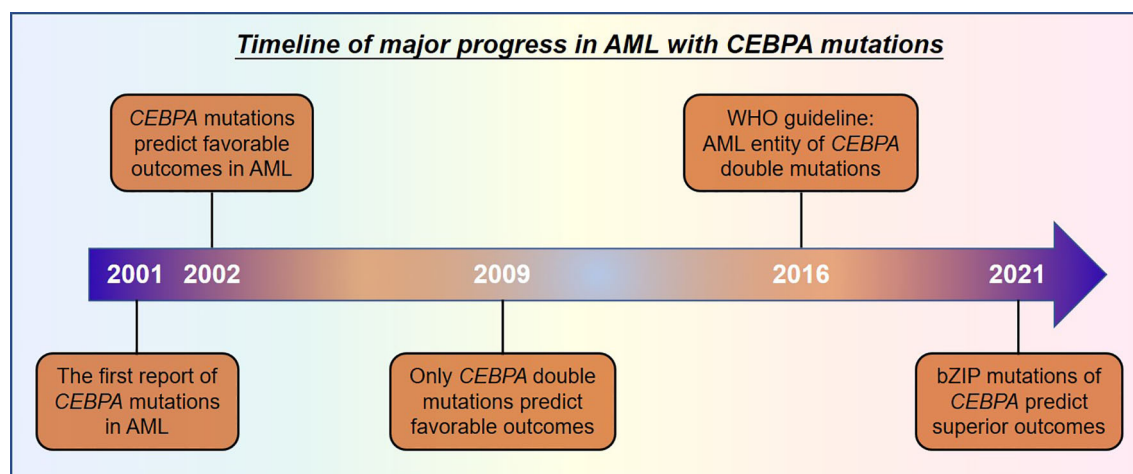 Timeline of major progress in AML with CEBPA mutations
CEBPA mutations
predict favorable
outcomes in AML
WHO guideline:
AML entity of CEBPA
double mutations
2001
2002
2009
2016
2021
The first report of
CEBPA mutations
in AML
Only CEBPA double
mutations predict
favorable outcomes
bZIP mutations of
CEBPA predict
superior outcomes